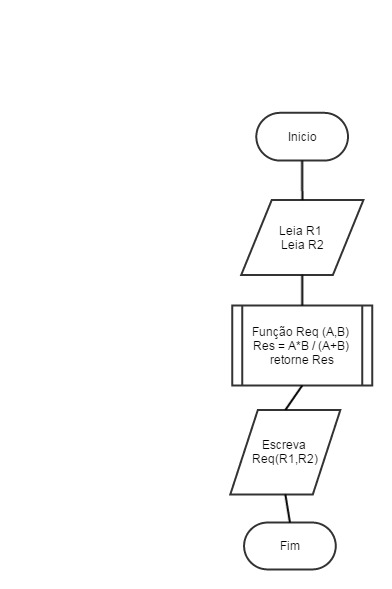 Inicio
Leia R1
Leia R2
Função Req (A,B)
Res = A*B / (A+B)
retorne Res
Escreva
Req(R1,R2)
Fim